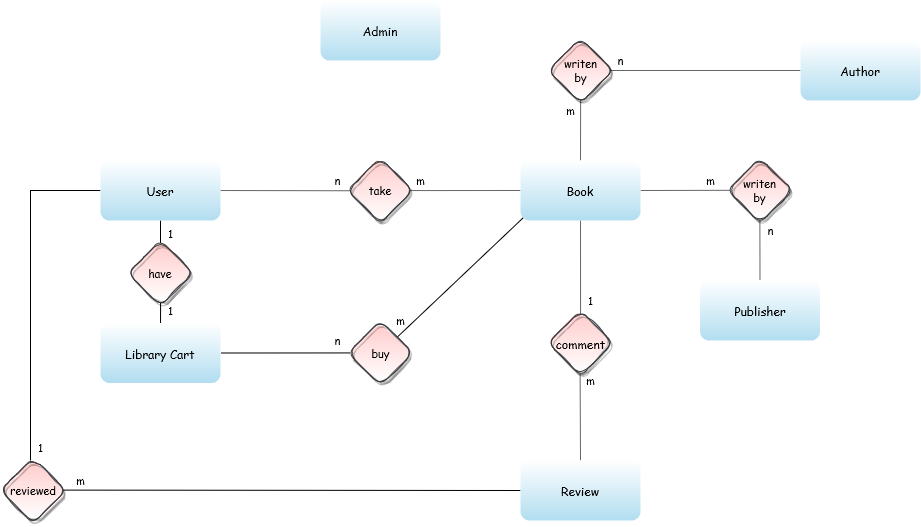 Admin
writen
by
n
Author
m
User
n
take
m
Book
m
writen
by
1
n
have
1
1
Publisher
m
n
Library Cart
buy
comment
m
1
m
reviewed
Review